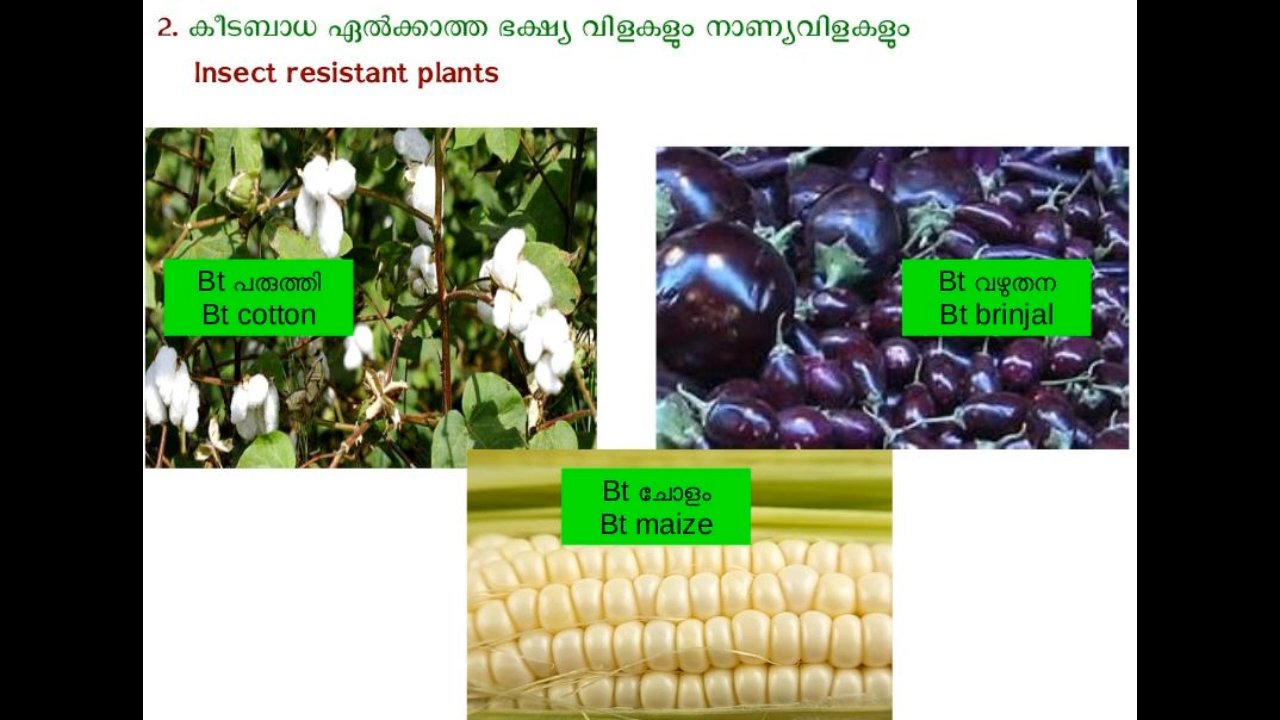 2. കീടബാധ ഏൽക്കാത്ത ഭക്ഷ്യ വിളകളും നാണ്യവിളകളും
Insect resistant plants
Bt പരുത്തി
Bt cotton
Bt വഴുതന
Bt brinjal
Bt ചോളം
Bt maize